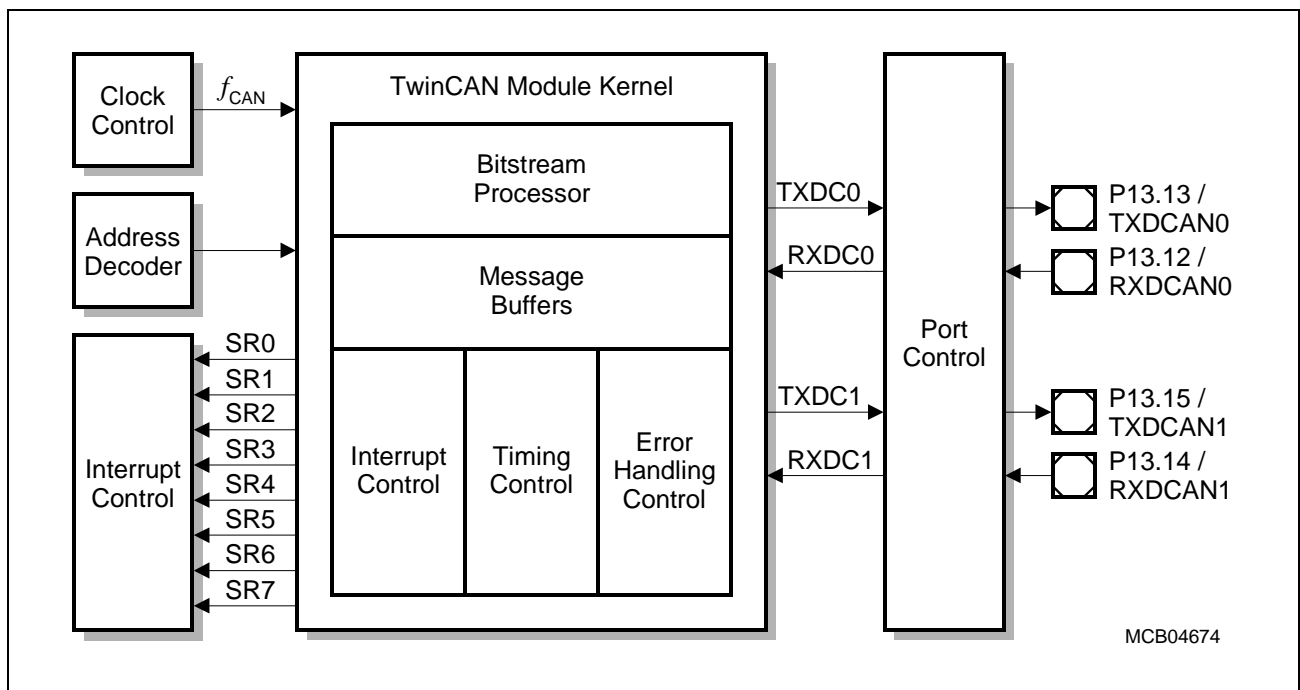 Clock
Control
fCAN
Address
Decoder
Interrupt
Control
SR0
SR1
SR2
SR3
SR4
SR5
SR6
SR7
TwinCAN Module Kernel
Bitstream
Processor
Message
Buffers
Interrupt
Control
Timing
Control
Error
Handling
Control
TXDC0
RXDC0
TXDC1
RXDC1
Port
Control
P13.13 /
TXDCAN0
P13.12 /
RXDCAN0
P13.15 /
TXDCAN1
P13.14 /
RXDCAN1
MCB04674